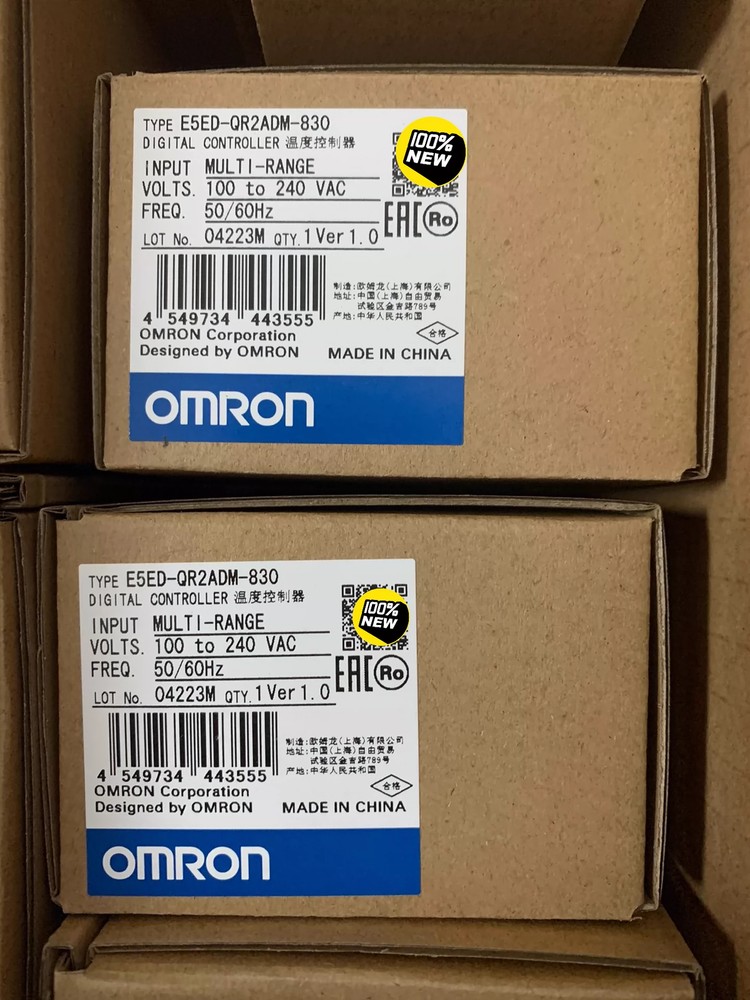 TYPE E5ED-QR2ADM-830
DIGITAL CONTROLLER 温度控制器
100%
NEW
INPUT MULTI-RANGE
VOLTS. 100 to 240 VAC
FREQ. 50/60Hz
EAC Ro
LOT No. 04223M QTY. 1 Ver 1.0
4 549734 443555
制造:欧姆龙(上海)有限公司
地址:中国(上海)自由贸易
试验区金吉路789号
产地:中华人民共和国
合格
OMRON Corporation
Designed by OMRON MADE IN CHINA
OMRON
TYPE E5ED-QR2ADM-830
DIGITAL CONTROLLER 温度控制器
100%
NEW
INPUT MULTI-RANGE
VOLTS. 100 to 240 VAC
FREQ. 50/60Hz
EAC Ro
LOT No. 04223M QTY. 1 Ver 1.0
4 549734 443555
制造:欧姆龙(上海)有限公司
地址:中国(上海)自由贸易
试验区金吉路789号
产地:中华人民共和国
合格
OMRON Corporation
Designed by OMRON MADE IN CHINA
OMRON